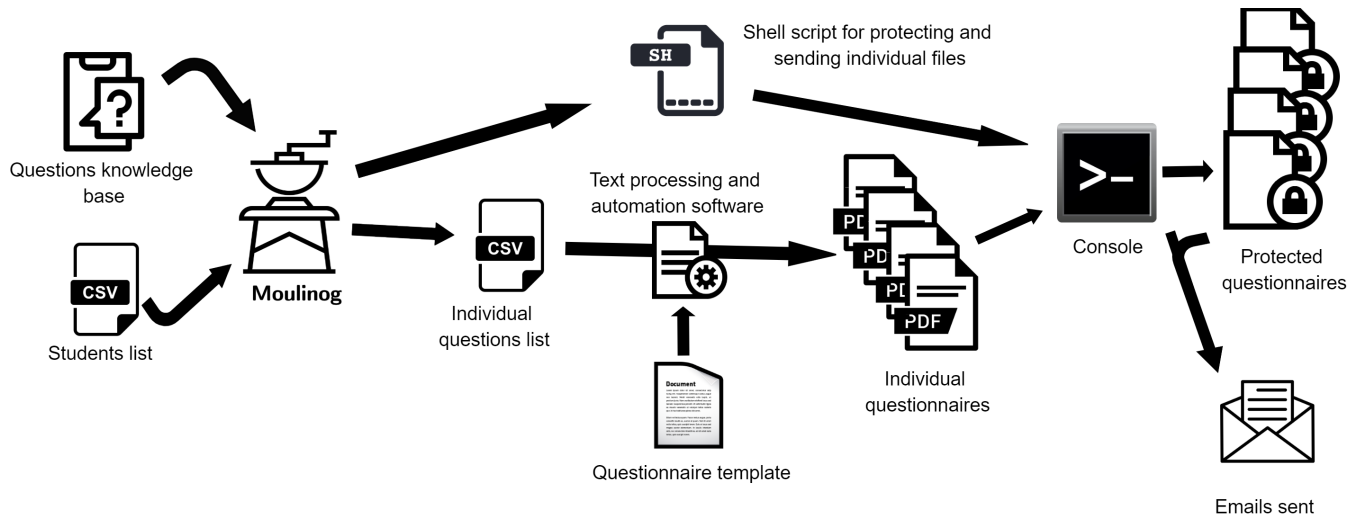 Shell script for protecting and
sending individual files
SH
Questions knowledge
base
Text processing and
automation software
CSV
Students list
Moulinog
CSV
Individual
questions list
Document
Questionnaire template
PD
PD
PD
PDF
Individual
questionnaires
>_
Console
Protected
questionnaires
Emails sent